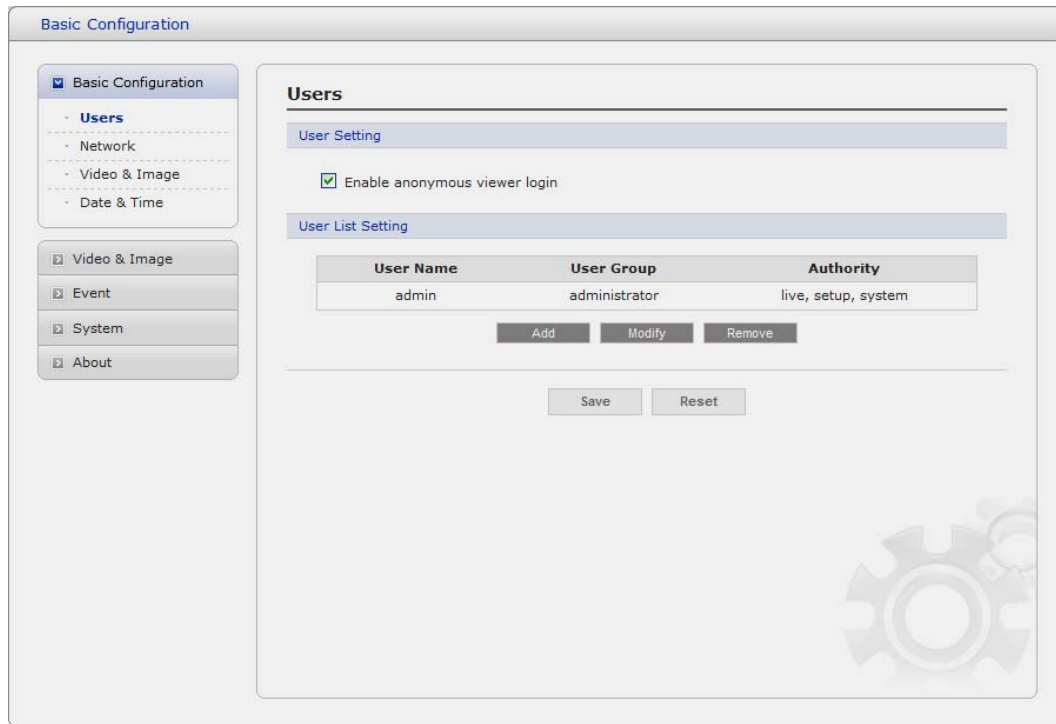 Basic Configuration
Basic Configuration
· Users
· Network
· Video & Image
· Date & Time
Video & Image
Event
System
About
Users
User Setting
Enable anonymous viewer login
User List Setting
User Name User Group Authority
admin administrator live, setup, system
Add Modify Remove
Save Reset